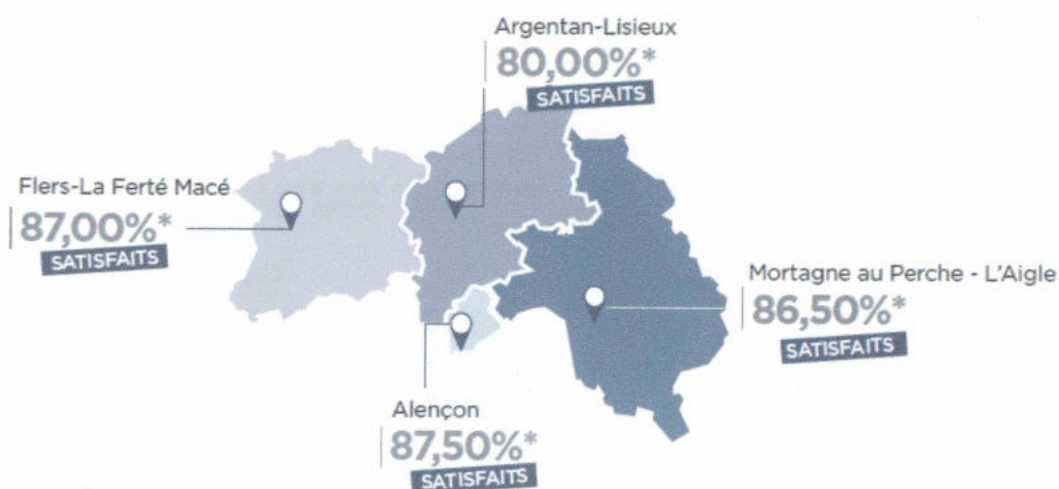 Argentan-Lisieux
80,00%*
SATISFAITS
Flers-La Ferté Macé
87,00%*
SATISFAITS
Mortagne au Perche - L'Aigle
86,50%*
SATISFAITS
Alençon
87,50%*
SATISFAITS